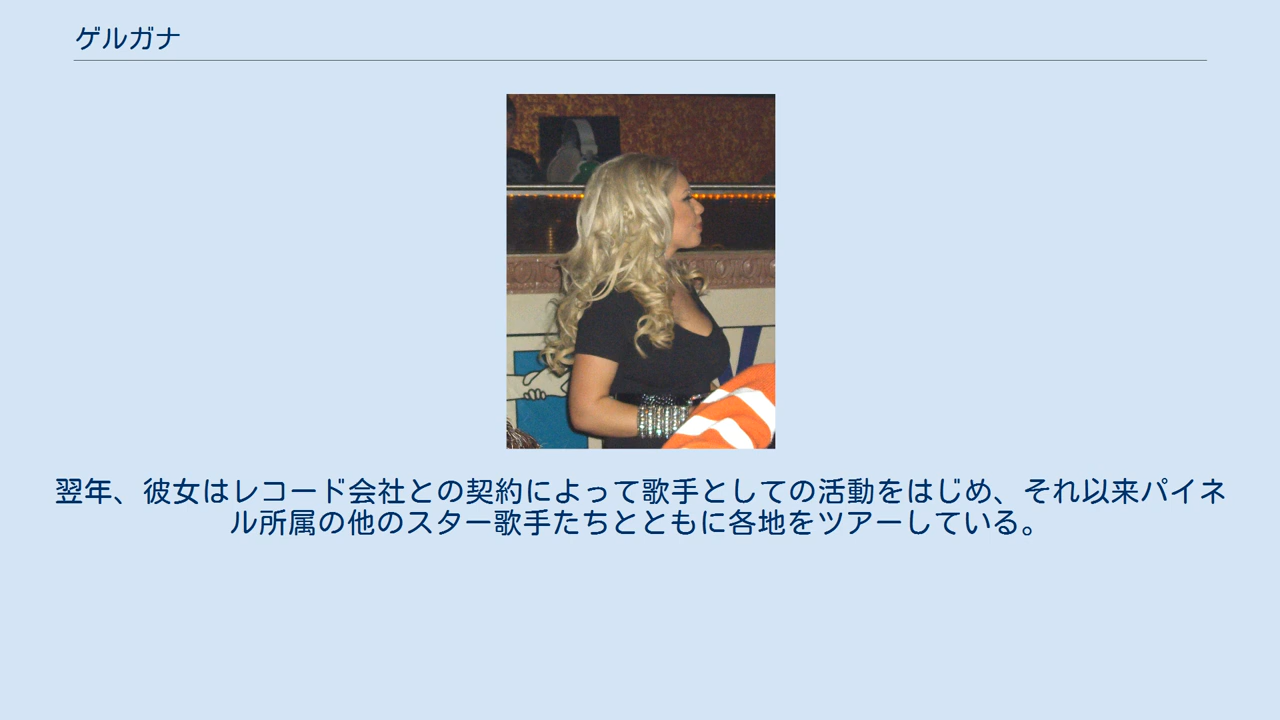 ゲルガナ
翌年、彼女はレコード会社との契約によって歌手としての活動をはじめ、それ以来パイネ
ル所属の他のスター歌手たちとともに各地をツアーしている。